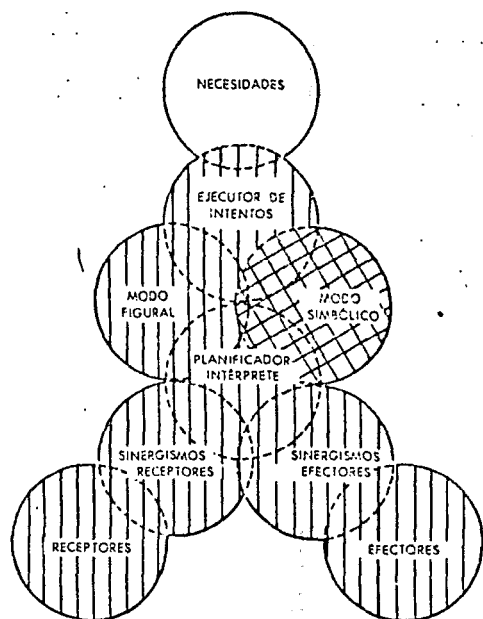 NECESIDADES
EJECUTOR DE
INTENTOS
MODO
FIGURAL
MODO
SIMBÓLICO
PLANIFICADOR
INTÉRPRETE
SINERGISMOS
RECEPTORES
SINERGISMOS
EFECTORES
RECEPTORES
EFECTORES